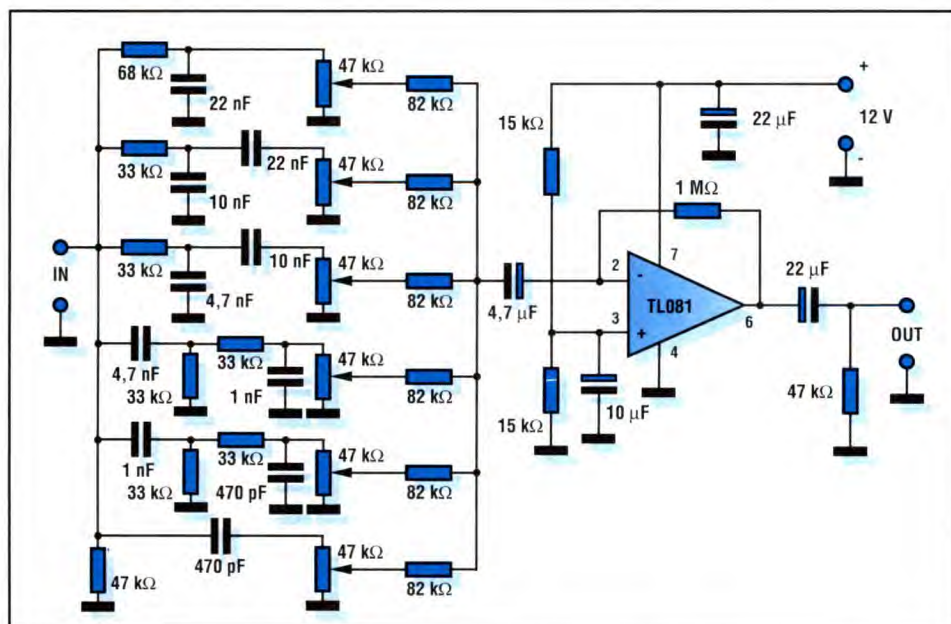 68 kΩ
22 nF
47 kΩ
82 kΩ
33 kΩ
10 nF
22 nF
47 kΩ
82 kΩ
IN
33 kΩ
4,7 nF
10 nF
47 kΩ
82 kΩ
4,7 nF
33 kΩ
33 kΩ
1 nF
47 kΩ
82 kΩ
1 nF
33 kΩ
33 kΩ
470 pF
47 kΩ
82 kΩ
47 kΩ
470 pF
47 kΩ
82 kΩ
4,7 µF
15 kΩ
15 kΩ
10 µF
22 µF
+
12 V
-
1 MΩ
2
-
7
TL081
3
+
4
6
22 µF
47 kΩ
OUT